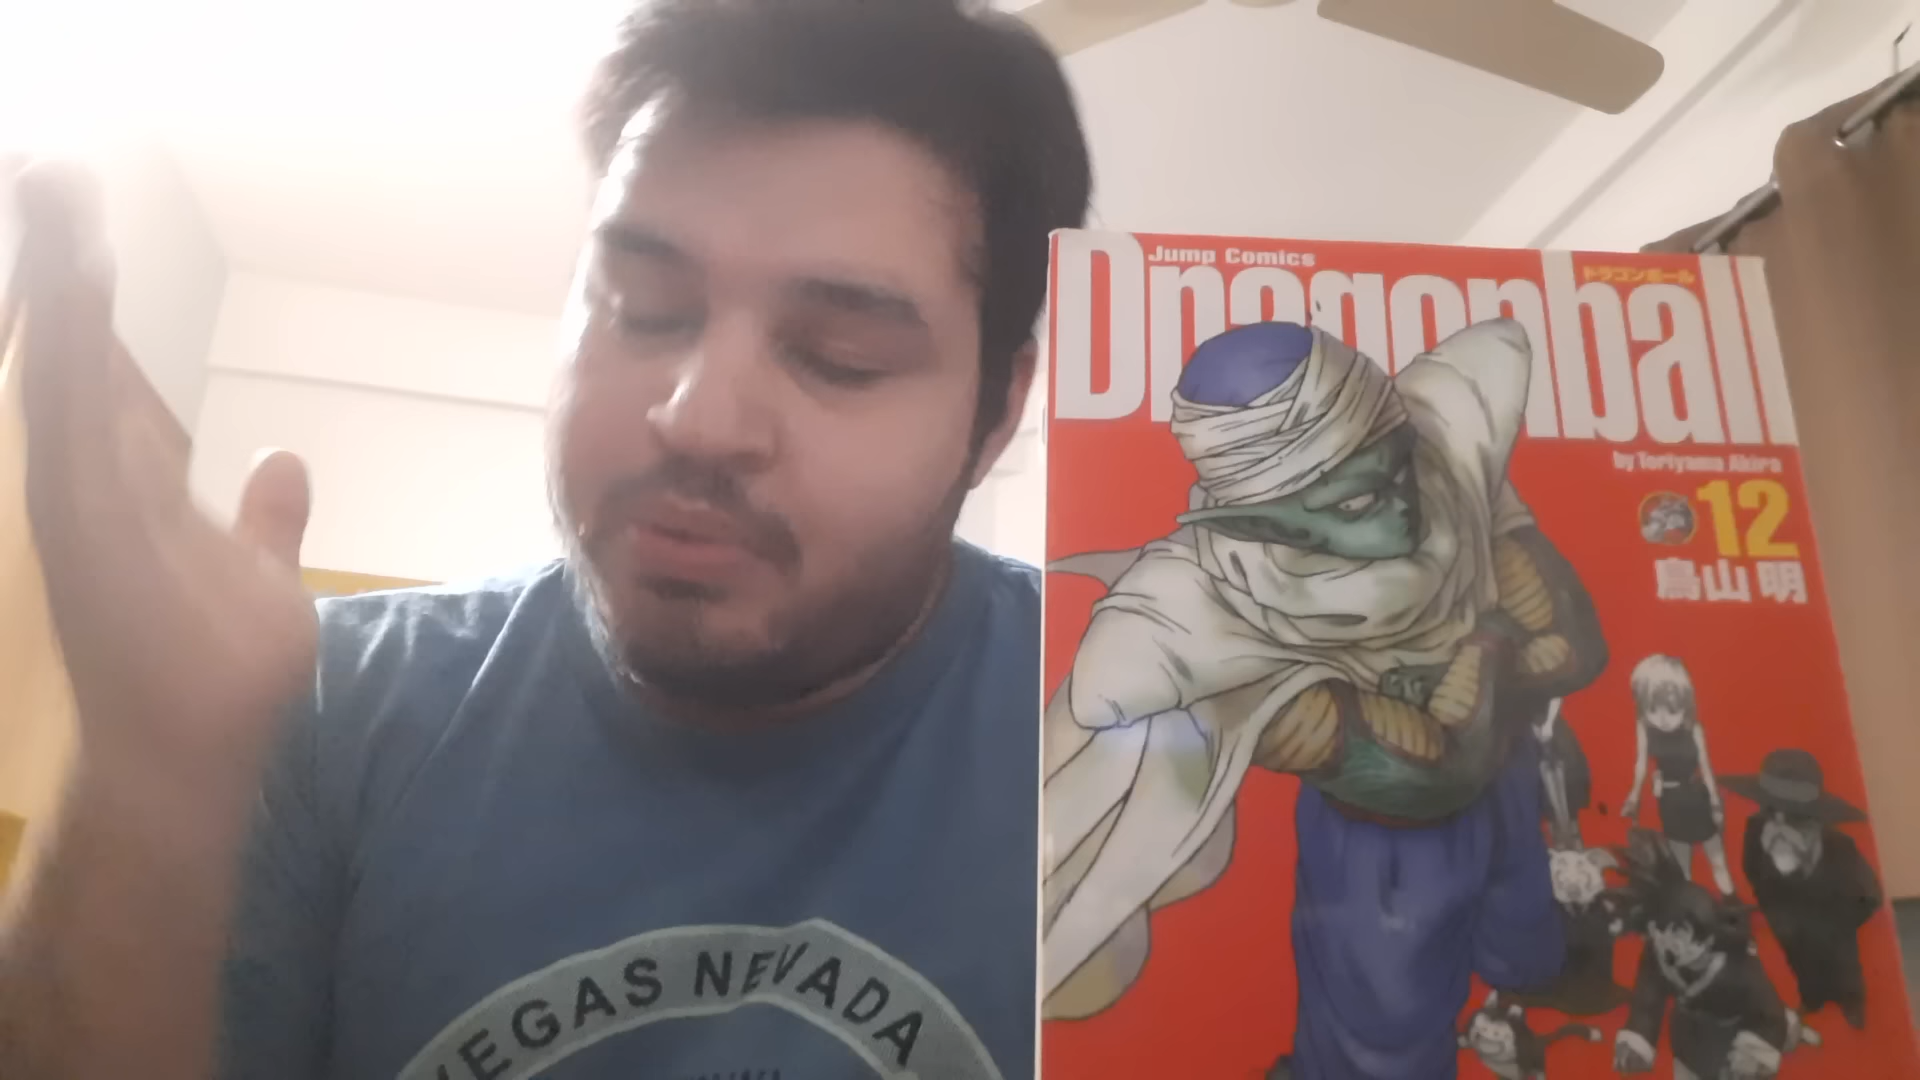 Jump Comics
Dragonball
ドラゴンボール
by Toriyama Akira
12
鳥山 明
VEGAS NEVADA